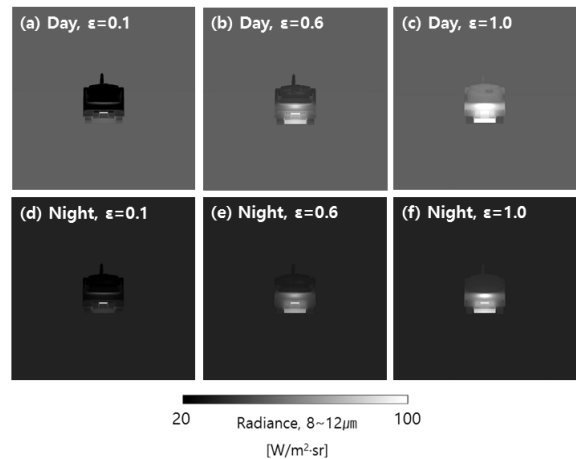 (a) Day, ε=0.1
(b) Day, ε=0.6
(c) Day, ε=1.0
(d) Night, ε=0.1
(e) Night, ε=0.6
(f) Night, ε=1.0
20 Radiance, 8~12㎛ 100
[W/m²·sr]